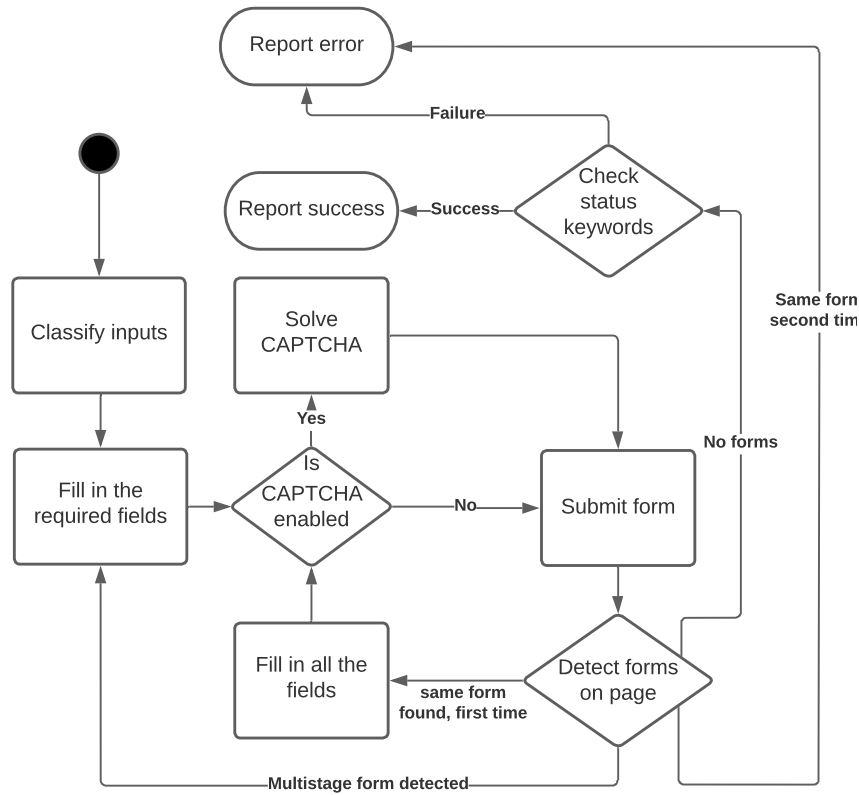 Report error
Failure
Check
status
keywords
Report success
Success
Classify inputs
Solve
CAPTCHA
Same form
second tim
Yes
No forms
Is
CAPTCHA
enabled
Fill in the
required fields
No
Submit form
Fill in all the
fields
same form
found, first time
Detect forms
on page
Multistage form detected